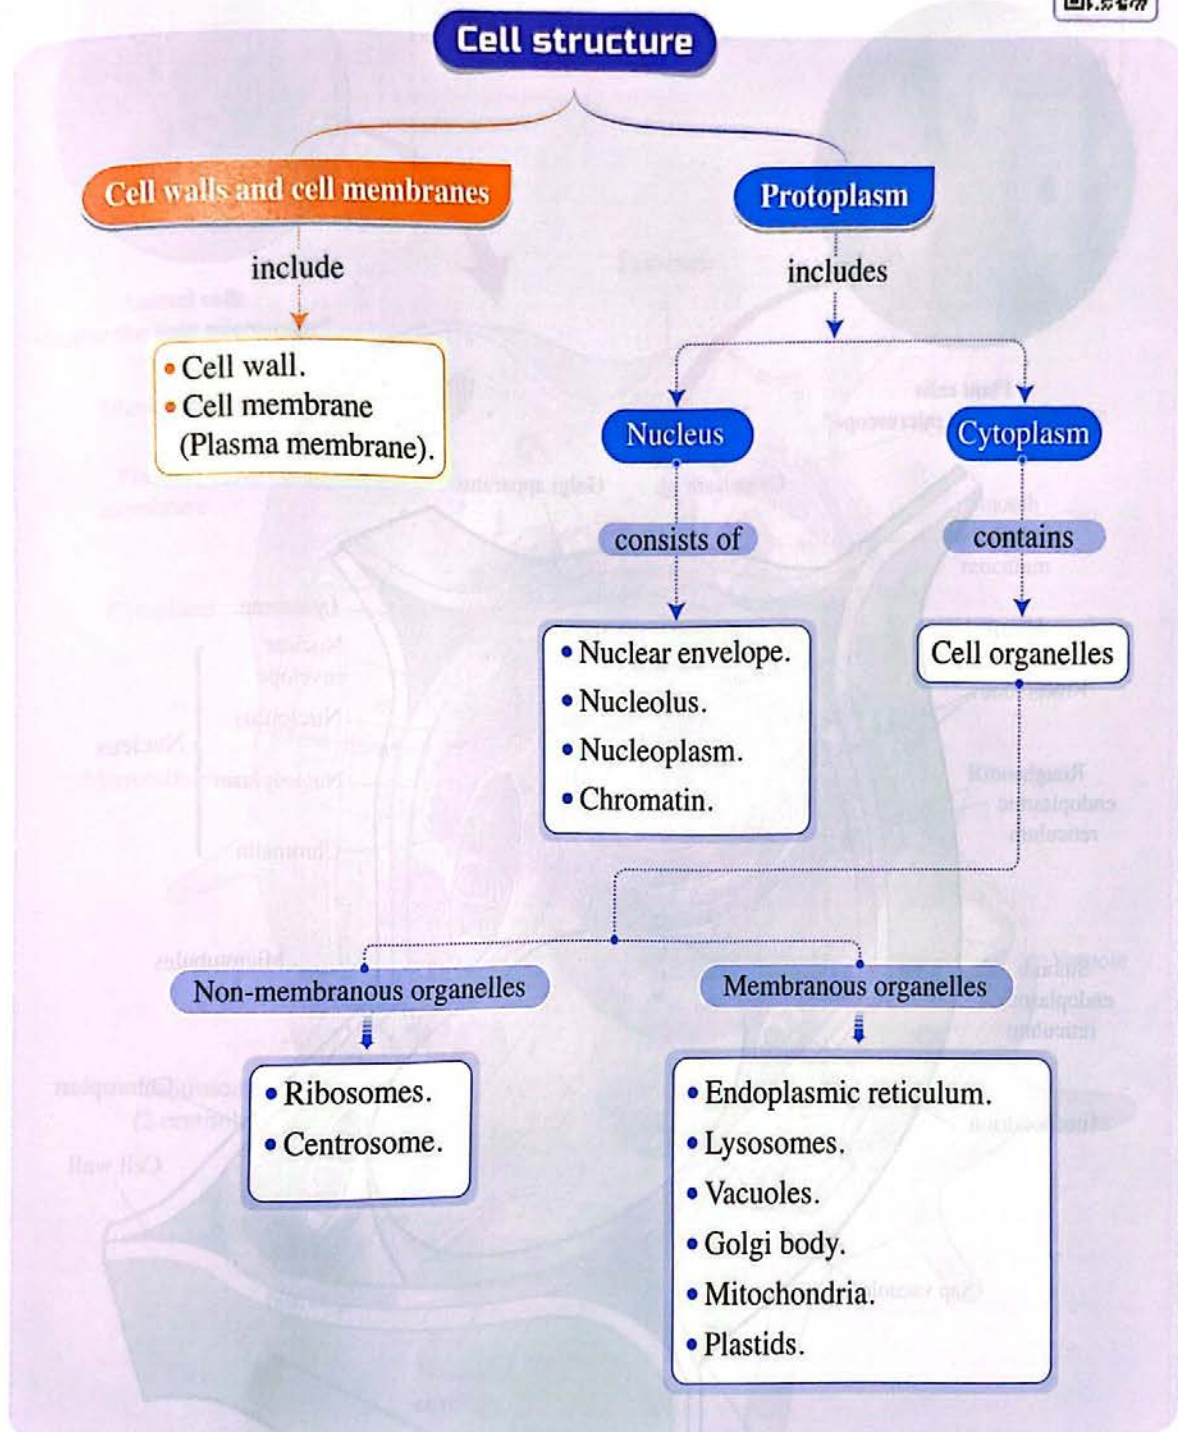 Cell structure
Cell walls and cell membranes
Protoplasm
include
includes
• Cell wall.
• Cell membrane
(Plasma membrane).
Nucleus
Cytoplasm
consists of
contains
• Nuclear envelope.
• Nucleolus.
• Nucleoplasm.
• Chromatin.
Cell organelles
Non-membranous organelles
Membranous organelles
• Ribosomes.
• Centrosome.
• Endoplasmic reticulum.
• Lysosomes.
• Vacuoles.
• Golgi body.
• Mitochondria.
• Plastids.